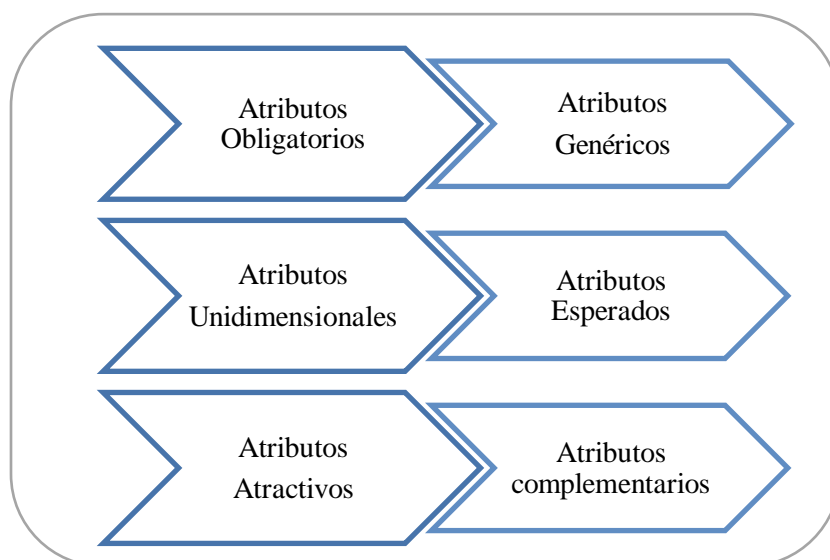 Atributos
Obligatorios
Atributos
Genéricos
Atributos
Unidimensionales
Atributos
Esperados
Atributos
Atractivos
Atributos
complementarios